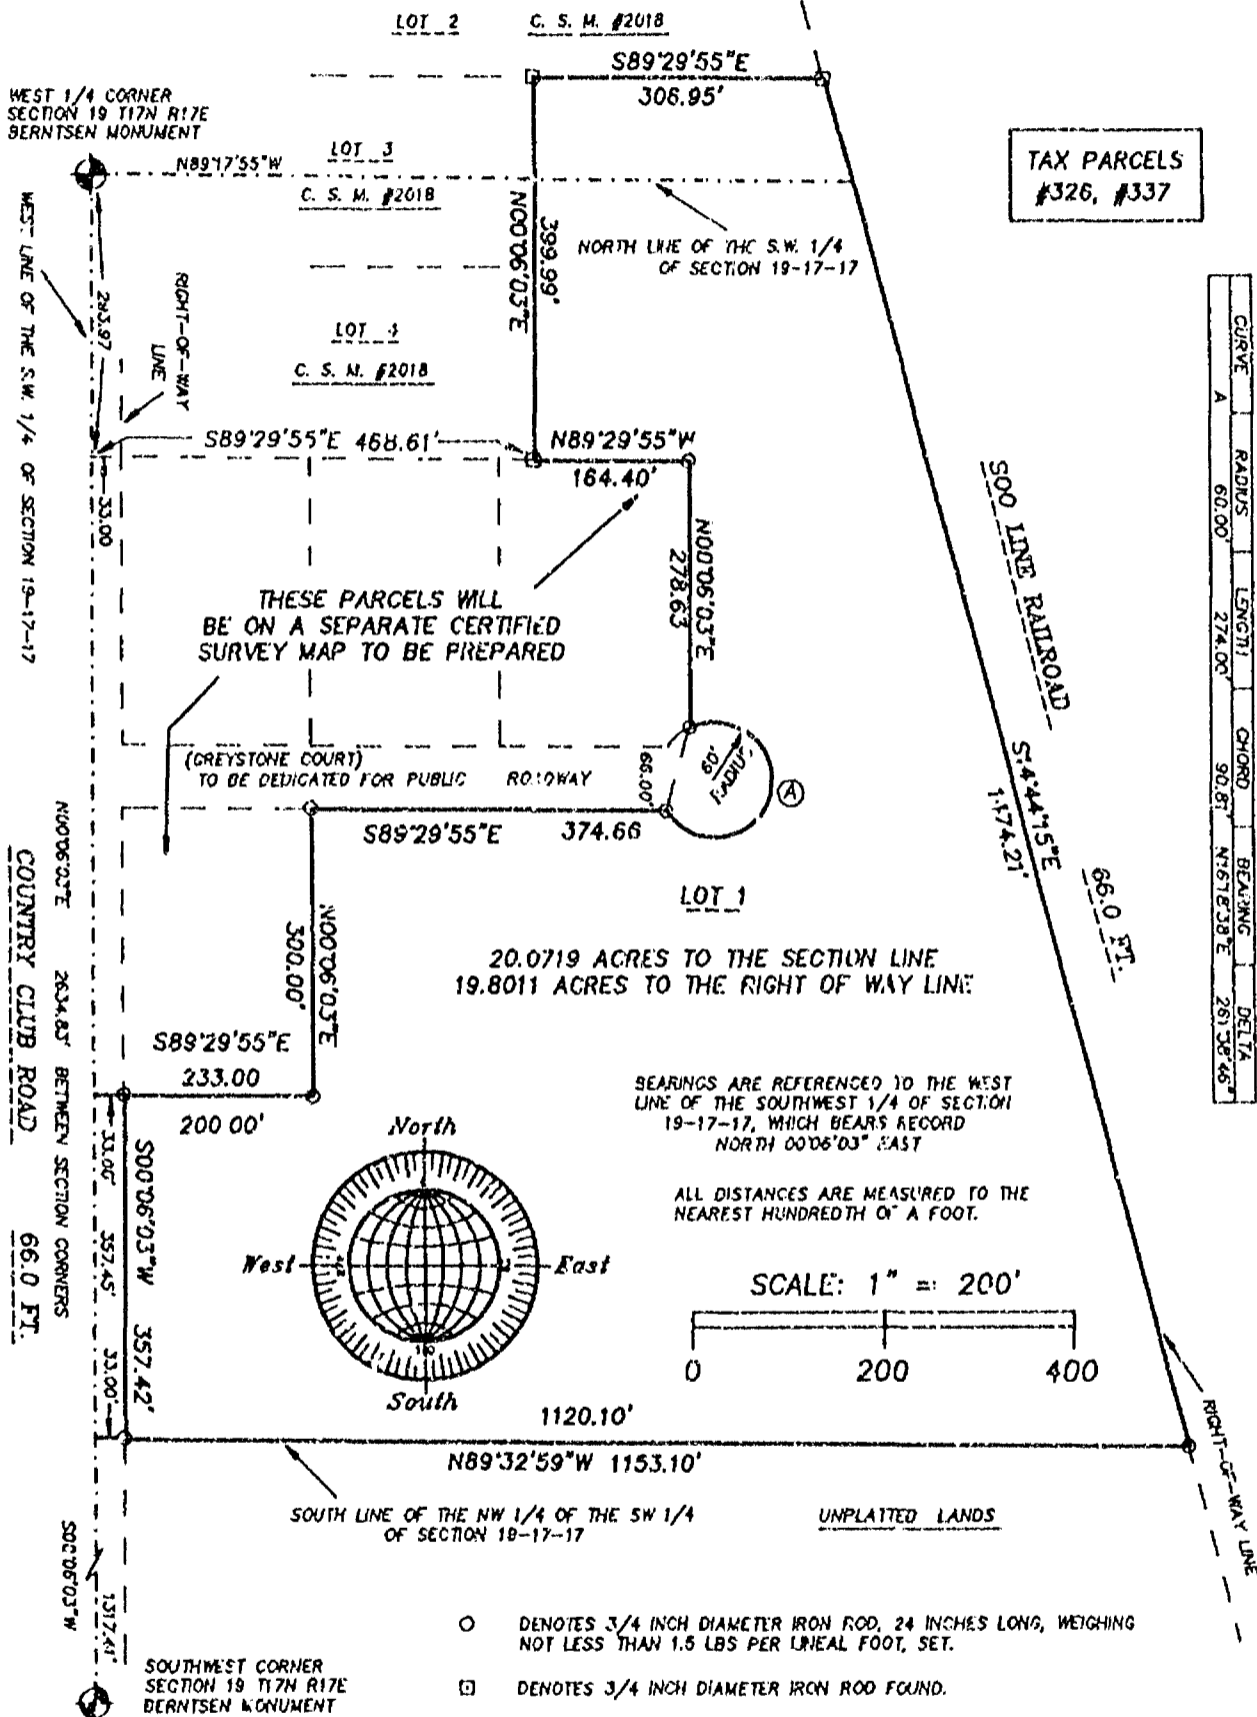 LOT 2 C. S. M. #2018
S89°29'55"E
306.95'
WEST 1/4 CORNER
SECTION 19 T17N R17E
BERNTSEN MONUMENT
N89°17'55"W
LOT 3
C. S. M. #2018
TAX PARCELS
#326, #337
NORTH LINE OF THE S.W. 1/4
OF SECTION 19-17-17
399.99'
N00°06'03"E
WEST LINE OF THE S.W. 1/4 OF SECTION 19-17-17
RIGHT-OF-WAY
LINE
LOT 4
C. S. M. #2018
S89°29'55"E 468.61'
N89°29'55"W
164.40'
33.00
CURVE RADIUS LENGTH CHORD BEARING DELTA
A 60.00' 274.00' 90.81' N16°18'38"E 261°38'46"
SOO LINE RAILROAD
N00°06'03"E
278.63
THESE PARCELS WILL
BE ON A SEPARATE CERTIFIED
SURVEY MAP TO BE PREPARED
(GREYSTONE COURT)
TO BE DEDICATED FOR PUBLIC ROADWAY
66.00'
60'
RADIUS
A
S14°44'15"E
1474.21'
66.0 FT.
S89°29'55"E 374.66
LOT 1
N00°06'03"E
300.00'
20.0719 ACRES TO THE SECTION LINE
19.8011 ACRES TO THE RIGHT OF WAY LINE
N00°06'03"E 2634.83' BETWEEN SECTION CORNERS
COUNTRY CLUB ROAD 66.0 FT.
S89°29'55"E
233.00
200 00'
BEARINGS ARE REFERENCED TO THE WEST
LINE OF THE SOUTHWEST 1/4 OF SECTION
19-17-17, WHICH BEARS RECORD
NORTH 00°06'03" EAST
ALL DISTANCES ARE MEASURED TO THE
NEAREST HUNDREDTH OF A FOOT.
North
West
East
South
33.00' 357.45' 33.00'
S00°06'03"W 357.42'
SCALE: 1" = 200'
0 200 400
1120.10'
N89°32'59"W 1153.10'
RIGHT-OF-WAY LINE
SOUTH LINE OF THE NW 1/4 OF THE SW 1/4
OF SECTION 19-17-17
UNPLATTED LANDS
S00°06'03"W
1317.41'
SOUTHWEST CORNER
SECTION 19 T17N R17E
BERNTSEN MONUMENT
DENOTES 3/4 INCH DIAMETER IRON ROD, 24 INCHES LONG, WEIGHING
NOT LESS THAN 1.5 LBS PER LINEAL FOOT, SET.
DENOTES 3/4 INCH DIAMETER IRON ROD FOUND.